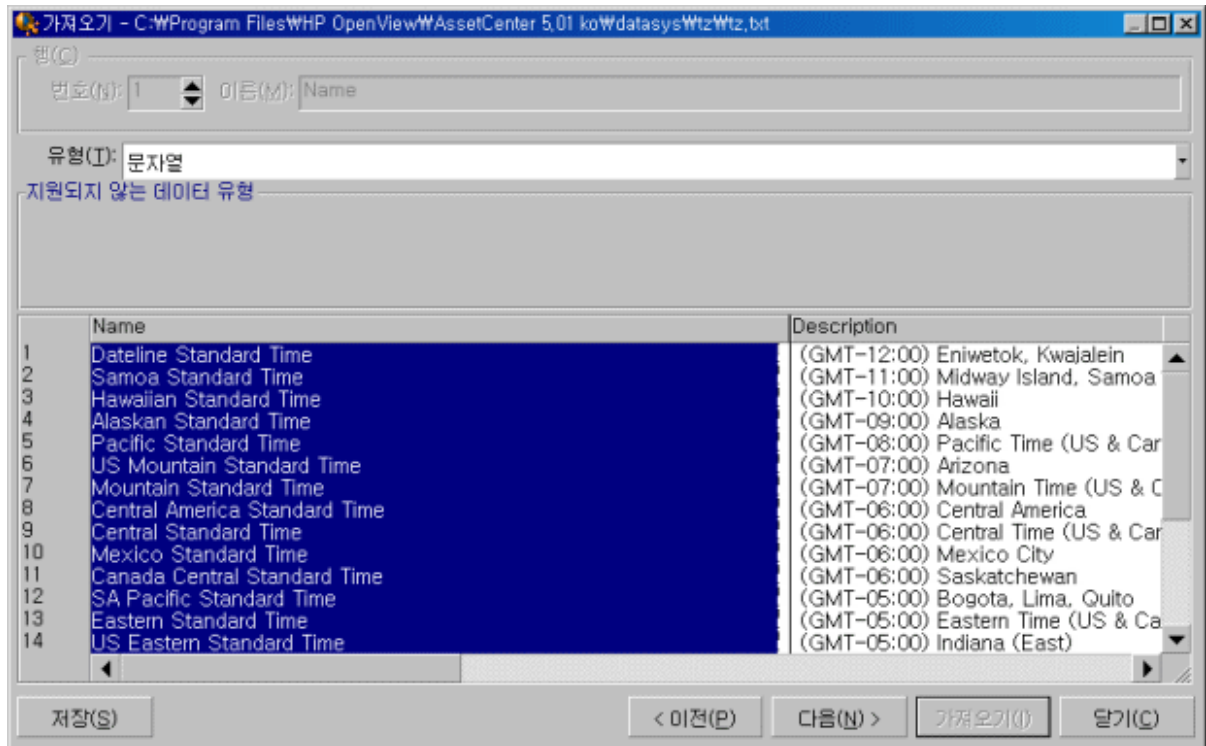 가져오기 - C:₩Program Files₩HP OpenView₩AssetCenter 5,01 ko₩datasys₩tz₩tz,txt
행(C)
번호(N): 1 이름(M): Name
유형(T): 문자열
지원되지 않는 데이터 유형
Name Description
1 Dateline Standard Time (GMT-12:00) Eniwetok, Kwajalein
2 Samoa Standard Time (GMT-11:00) Midway Island, Samoa
3 Hawaiian Standard Time (GMT-10:00) Hawaii
4 Alaskan Standard Time (GMT-09:00) Alaska
5 Pacific Standard Time (GMT-08:00) Pacific Time (US & Car
6 US Mountain Standard Time (GMT-07:00) Arizona
7 Mountain Standard Time (GMT-07:00) Mountain Time (US & C
8 Central America Standard Time (GMT-06:00) Central America
9 Central Standard Time (GMT-06:00) Central Time (US & Car
10 Mexico Standard Time (GMT-06:00) Mexico City
11 Canada Central Standard Time (GMT-06:00) Saskatchewan
12 SA Pacific Standard Time (GMT-05:00) Bogota, Lima, Quito
13 Eastern Standard Time (GMT-05:00) Eastern Time (US & Ca
14 US Eastern Standard Time (GMT-05:00) Indiana (East)
저장(S) < 이전(P) 다음(N) > 가져오기(I) 닫기(C)